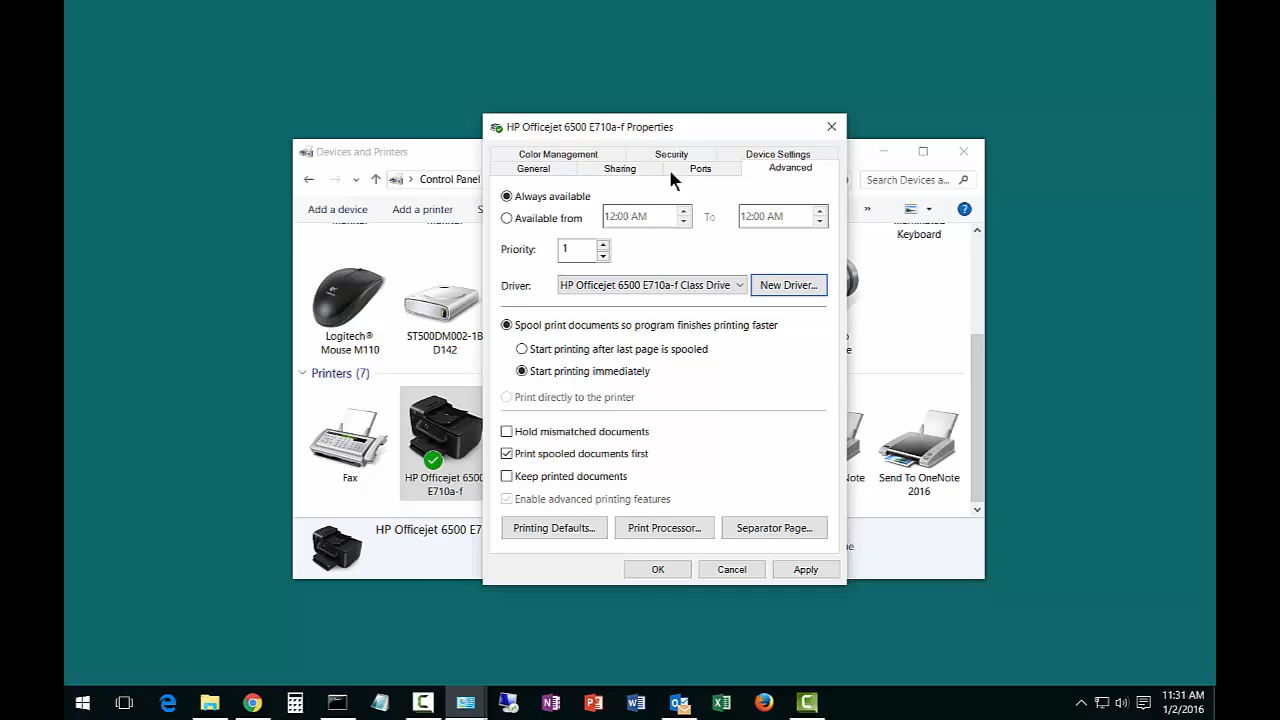 HP Officejet 6500 E710a-f Properties
Devices and Printers
Color Management Security Device Settings
General Sharing Ports Advanced
Control Panel
Search Devices a...
Always available
Add a device Add a printer S
»
Available from 12:00 AM To 12:00 AM
Keyboard
Priority: 1
Driver: HP Officejet 6500 E710a-f Class Drive New Driver...
Spool print documents so program finishes printing faster
Logitech®
Mouse M110
ST500DM002-1B
D142
Start printing after last page is spooled
Start printing immediately
Printers (7)
Print directly to the printer
Hold mismatched documents
Print spooled documents first
Keep printed documents
Fax
HP Officejet 6500
E710a-f
Note
Send To OneNote
2016
Enable advanced printing features
Printing Defaults... Print Processor... Separator Page...
HP Officejet 6500 E7
OK Cancel Apply
11:31 AM
1/2/2016